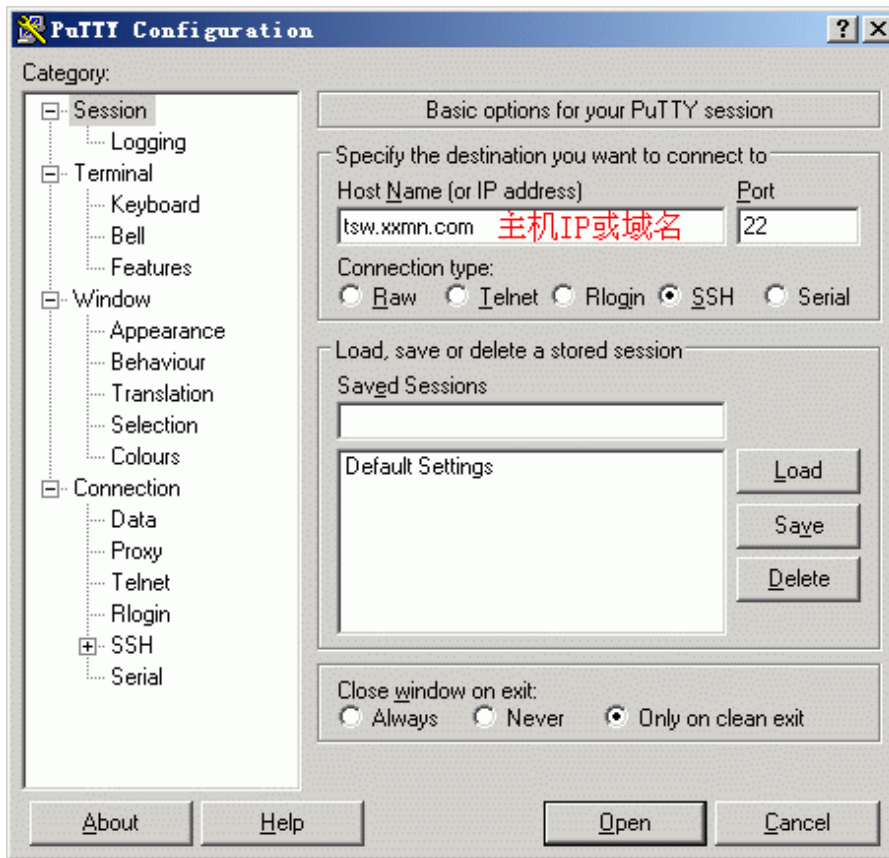 PuTTY Configuration
Category:
Session
Logging
Terminal
Keyboard
Bell
Features
Window
Appearance
Behaviour
Translation
Selection
Colours
Connection
Data
Proxy
Telnet
Rlogin
SSH
Serial
Basic options for your PuTTY session
Specify the destination you want to connect to
Host Name (or IP address) Port
tsw.xxmn.com 主机IP或域名 22
Connection type:
Raw Telnet Rlogin SSH Serial
Load, save or delete a stored session
Saved Sessions
Default Settings
Load
Save
Delete
Close window on exit:
Always Never Only on clean exit
About Help Open Cancel